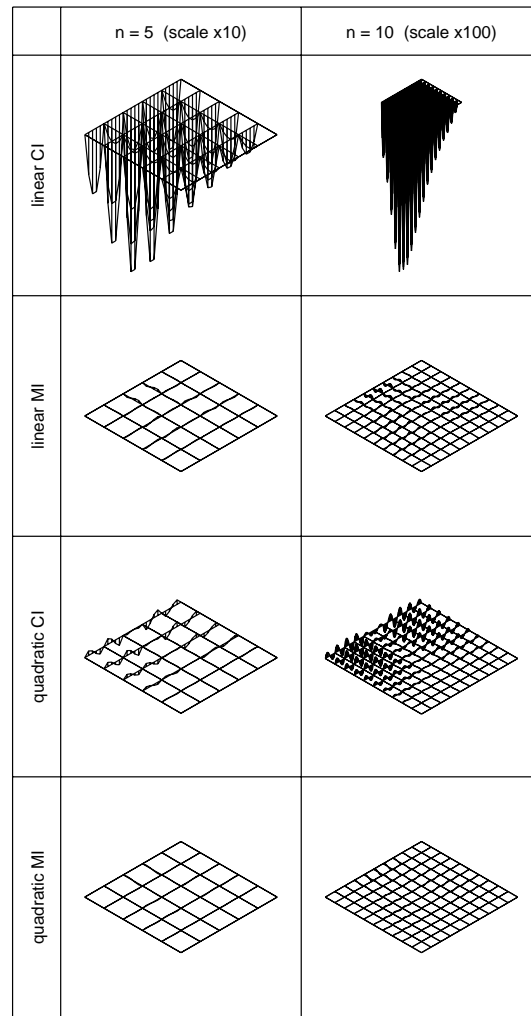 n = 5 (scale x10)
n = 10 (scale x100)
linear CI
linear MI
quadratic CI
quadratic MI